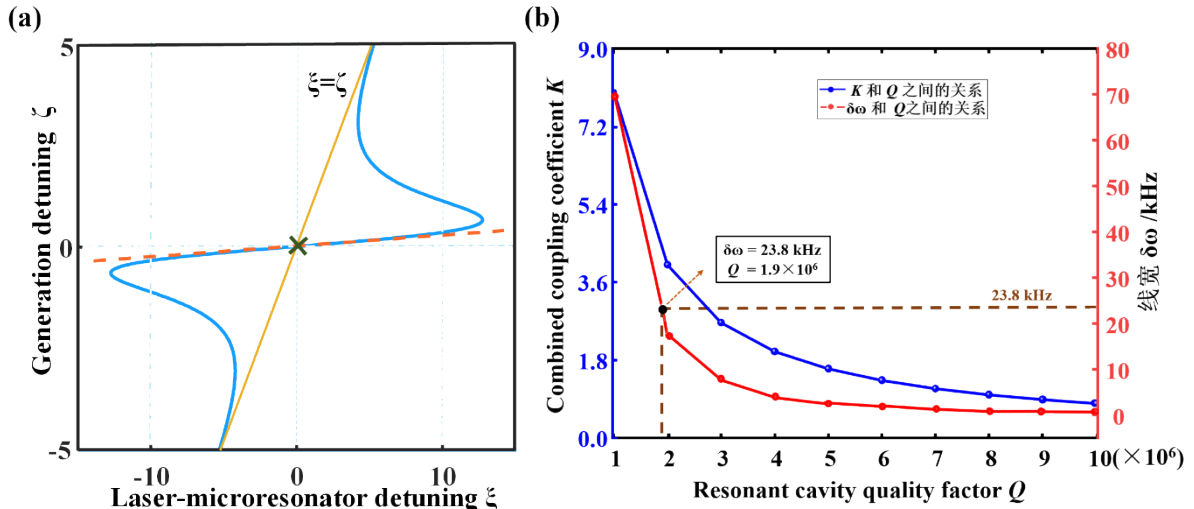 (a)
5
0
-5
ξ=ζ
-10
0
10
Generation detuning ζ
Laser-microresonator detuning ξ
(b)
9.0
7.2
5.4
3.6
1.8
0.0
Combined coupling coefficient K
K 和 Q 之间的关系
δω 和 Q之间的关系
δω = 23.8 kHz
Q = 1.9×10⁶
23.8 kHz
80
70
60
50
40
30
20
10
0
线宽 δω /kHz
1 2 3 4 5 6 7 8 9 10(×10⁶)
Resonant cavity quality factor Q